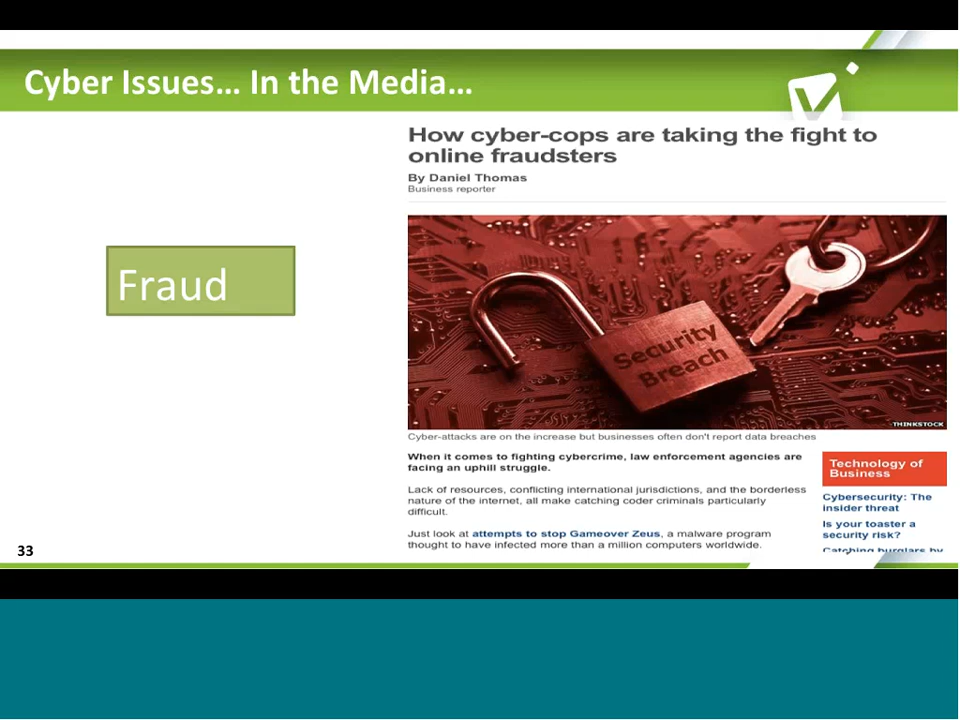 Cyber Issues... In the Media...
How cyber-cops are taking the fight to
online fraudsters
By Daniel Thomas
Business reporter
Fraud
Security
Breach
THINKSTOCK
Cyber-attacks are on the increase but businesses often don't report data breaches
When it comes to fighting cybercrime, law enforcement agencies are
facing an uphill struggle.
Lack of resources, conflicting international jurisdictions, and the borderless
nature of the internet, all make catching coder criminals particularly
difficult.
Just look at attempts to stop Gameover Zeus, a malware program
thought to have infected more than a million computers worldwide.
Technology of
Business
Cybersecurity: The
insider threat
Is your toaster a
security risk?
Catching burglars by
33